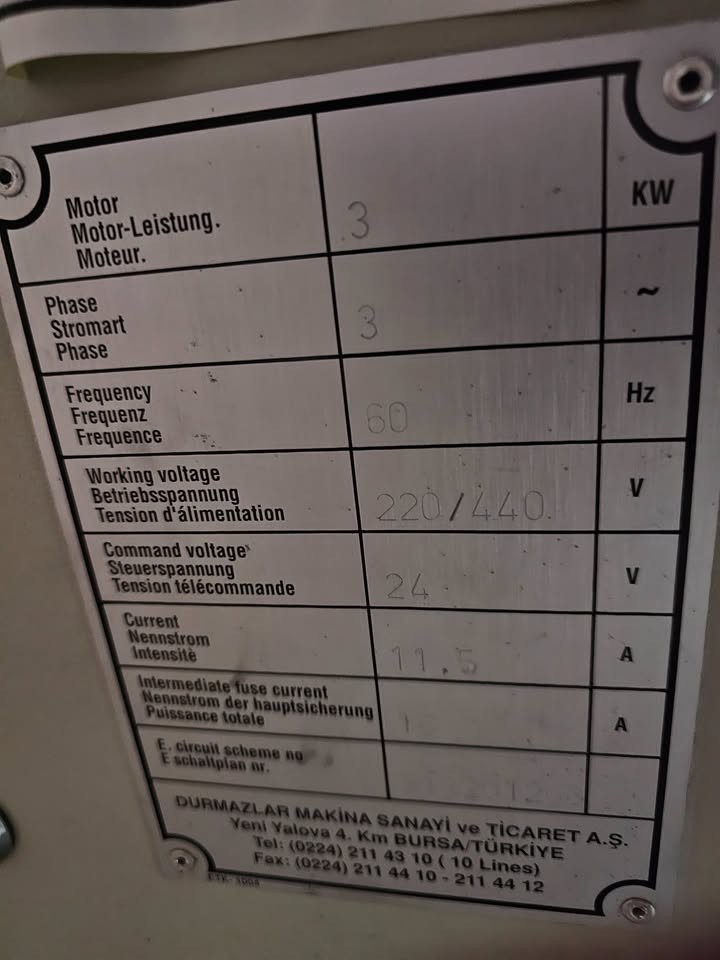 Motor
Motor-Leistung.
Moteur.
3
KW
Phase
Stromart
Phase
3
~
Frequency
Frequenz
Frequence
60
Hz
Working voltage
Betriebsspannung
Tension d'álimentation
220/440
V
Command voltage
Steuerspannung
Tension télécommande
24
V
Current
Nennstrom
Intensitè
11.5
A
Intermediate fuse current
Nennstrom der hauptsicherung
Puissance totale
A
E. circuit scheme no
E schaltplan nr.
DURMAZLAR MAKİNA SANAYİ ve TİCARET A.Ş.
Yeni Yalova 4. Km BURSA/TÜRKİYE
Tel: (0224) 211 43 10 ( 10 Lines)
Fax: (0224) 211 44 10 - 211 44 12